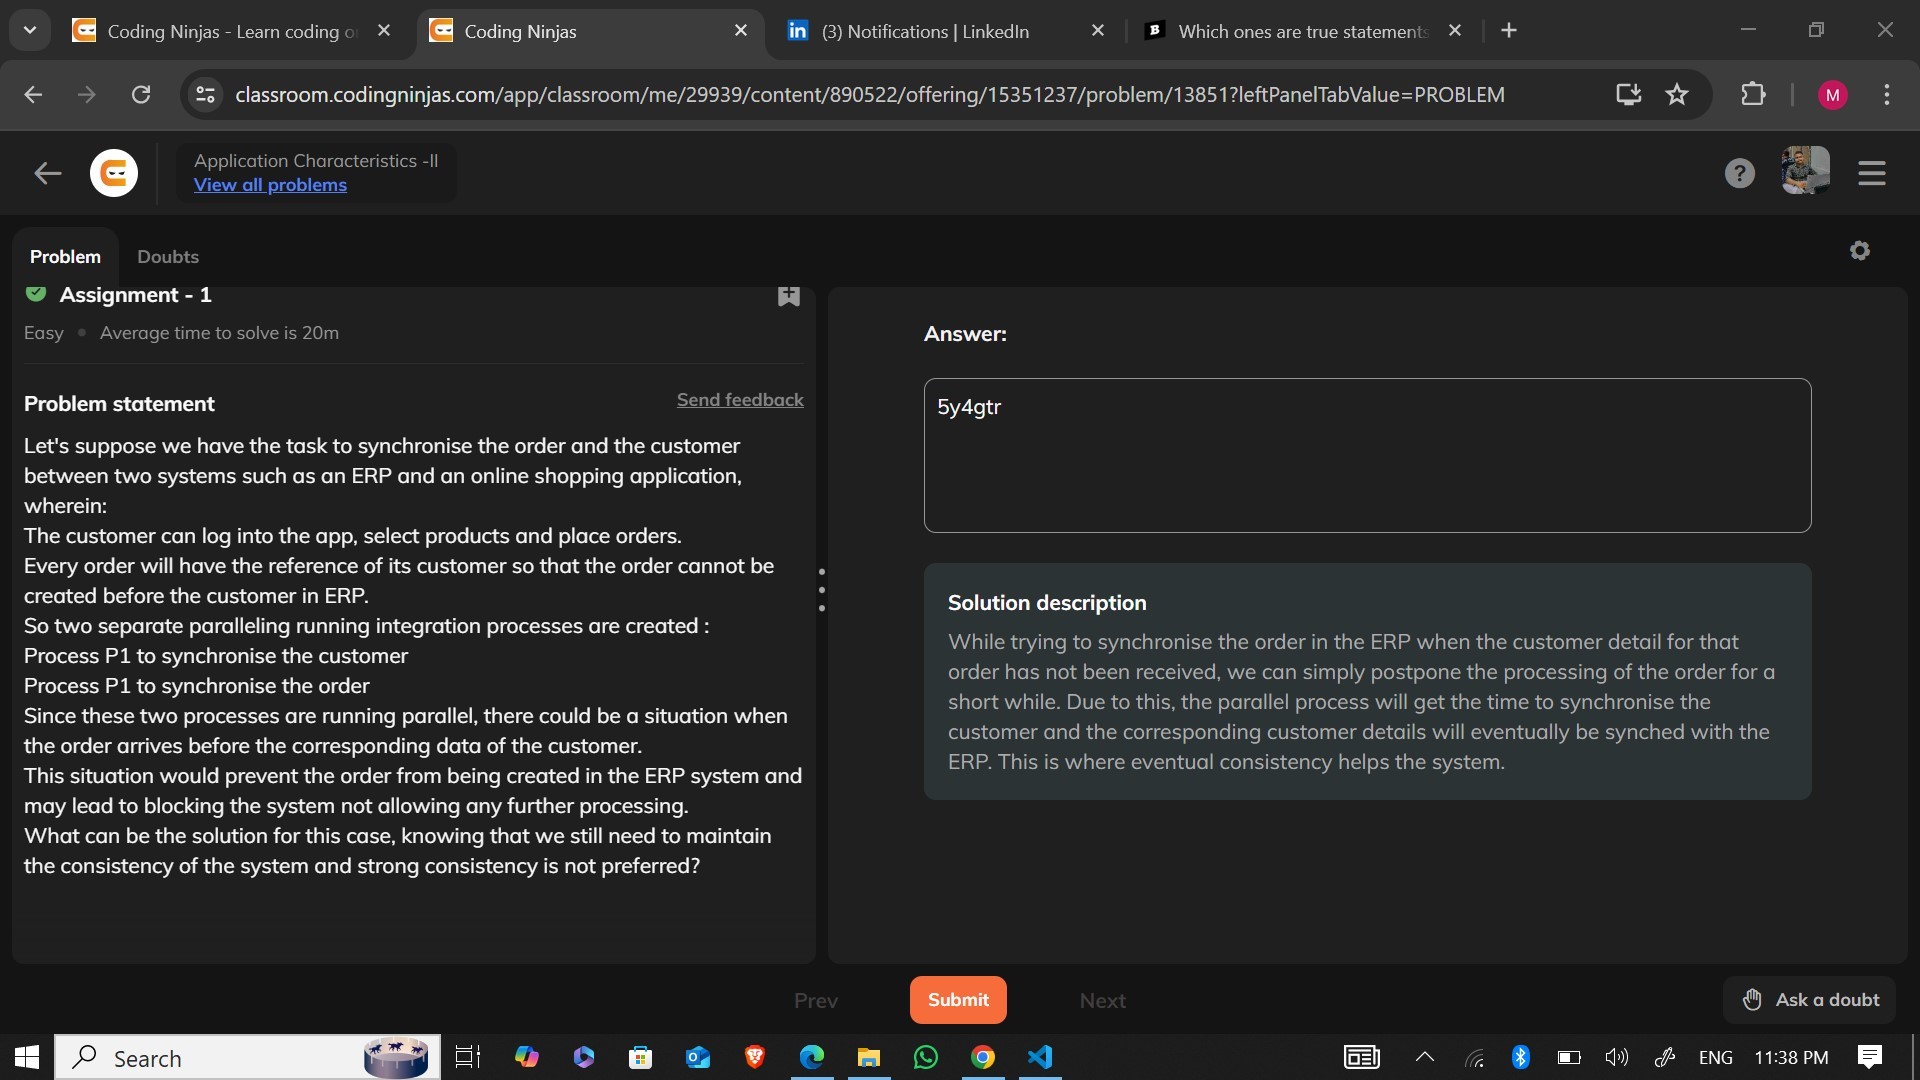 Coding Ninjas - Learn coding or
Coding Ninjas
(3) Notifications | LinkedIn
Which ones are true statements
classroom.codingninjas.com/app/classroom/me/29939/content/890522/offering/15351237/problem/13851?leftPanelTabValue=PROBLEM
M
Application Characteristics -II
View all problems
?
Problem
Doubts
Assignment - 1
Easy
Average time to solve is 20m
Problem statement
Send feedback
Let's suppose we have the task to synchronise the order and the customer
between two systems such as an ERP and an online shopping application,
wherein:
The customer can log into the app, select products and place orders.
Every order will have the reference of its customer so that the order cannot be
created before the customer in ERP.
So two separate paralleling running integration processes are created :
Process P1 to synchronise the customer
Process P1 to synchronise the order
Since these two processes are running parallel, there could be a situation when
the order arrives before the corresponding data of the customer.
This situation would prevent the order from being created in the ERP system and
may lead to blocking the system not allowing any further processing.
What can be the solution for this case, knowing that we still need to maintain
the consistency of the system and strong consistency is not preferred?
Answer:
5y4gtr
Solution description
While trying to synchronise the order in the ERP when the customer detail for that
order has not been received, we can simply postpone the processing of the order for a
short while. Due to this, the parallel process will get the time to synchronise the
customer and the corresponding customer details will eventually be synched with the
ERP. This is where eventual consistency helps the system.
Prev
Submit
Next
Ask a doubt
Search
ENG
11:38 PM